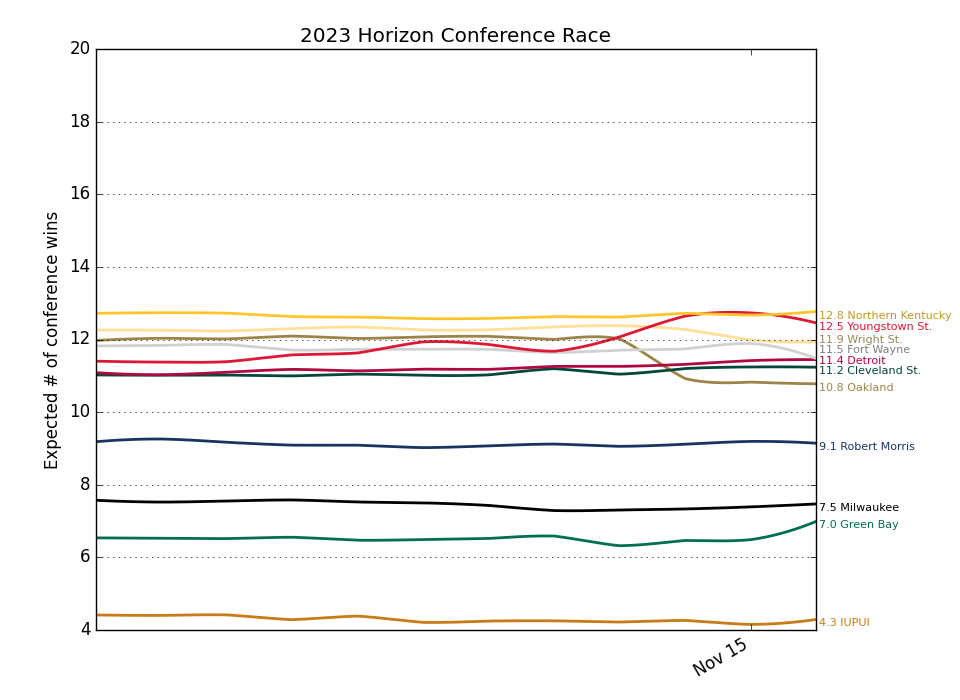 2023 Horizon Conference Race
Expected # of conference wins
20
18
16
14
12
10
8
6
4
12.8 Northern Kentucky
12.5 Youngstown St.
11.9 Wright St.
11.5 Fort Wayne
11.4 Detroit
11.2 Cleveland St.
10.8 Oakland
9.1 Robert Morris
7.5 Milwaukee
7.0 Green Bay
4.3 IUPUI
Nov 15